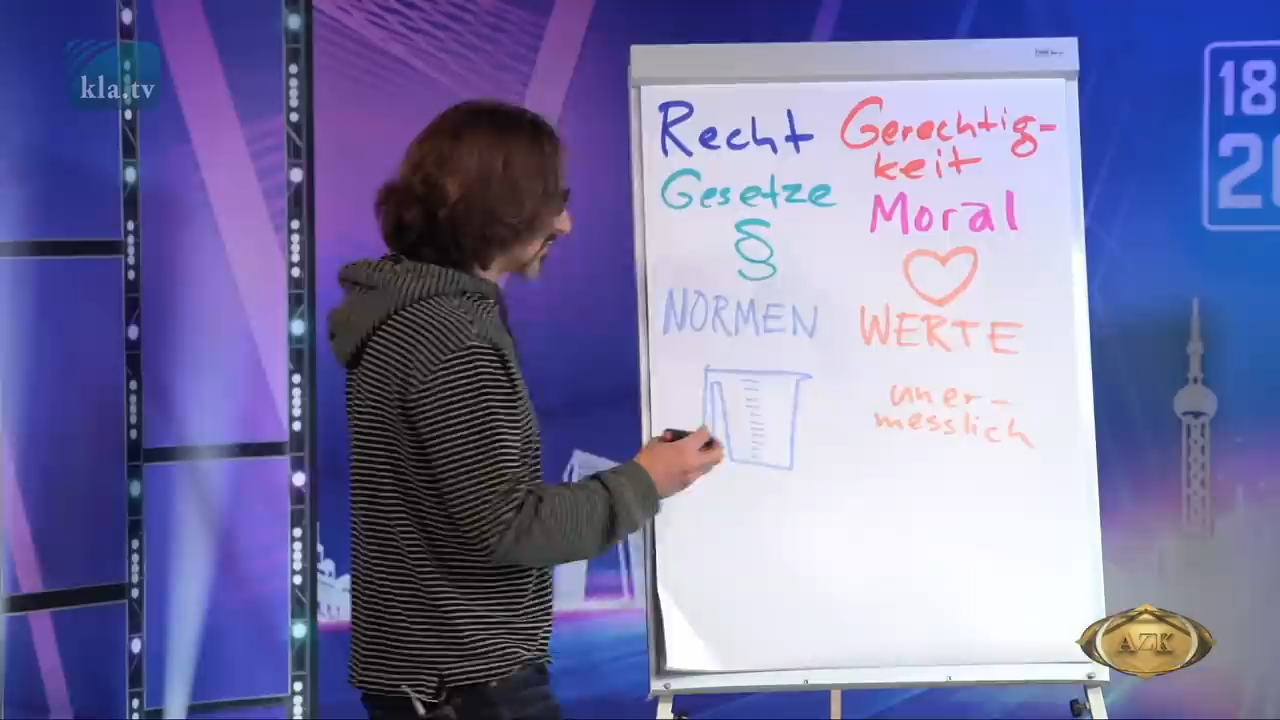 kla.tv
Recht
Gerechtig-
keit
Gesetze
Moral
§
NORMEN
WERTE
uner-
messlich
18
20
AZK